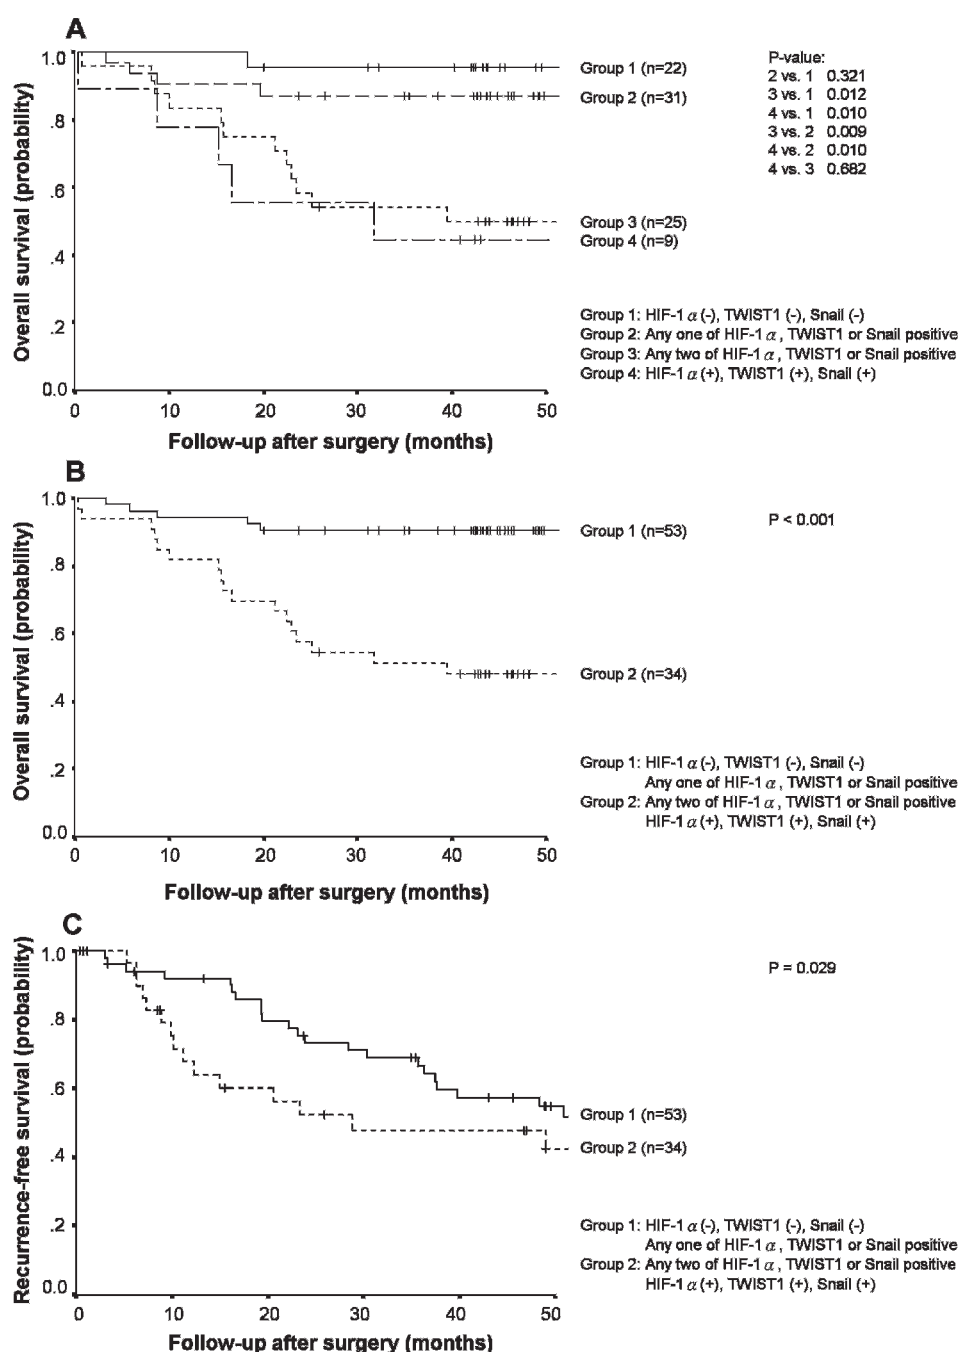 A
Overall survival (probability)
1.0
.8
.6
.4
.2
0.0
0 10 20 30 40 50
Follow-up after surgery (months)
Group 1 (n=22)
Group 2 (n=31)
Group 3 (n=25)
Group 4 (n=9)
P-value:
2 vs. 1 0.321
3 vs. 1 0.012
4 vs. 1 0.010
3 vs. 2 0.009
4 vs. 2 0.010
4 vs. 3 0.682
Group 1: HIF-1 α (-), TWIST1 (-), Snail (-)
Group 2: Any one of HIF-1 α, TWIST1 or Snail positive
Group 3: Any two of HIF-1 α, TWIST1 or Snail positive
Group 4: HIF-1 α (+), TWIST1 (+), Snail (+)
B
Overall survival (probability)
1.0
.8
.6
.4
.2
0.0
0 10 20 30 40 50
Follow-up after surgery (months)
Group 1 (n=53)
Group 2 (n=34)
P < 0.001
Group 1: HIF-1 α (-), TWIST1 (-), Snail (-)
Any one of HIF-1 α, TWIST1 or Snail positive
Group 2: Any two of HIF-1 α, TWIST1 or Snail positive
HIF-1 α (+), TWIST1 (+), Snail (+)
C
Recurrence-free survival (probability)
1.0
.8
.6
.4
.2
0.0
0 10 20 30 40 50
Follow-up after surgery (months)
Group 1 (n=53)
Group 2 (n=34)
P = 0.029
Group 1: HIF-1 α (-), TWIST1 (-), Snail (-)
Any one of HIF-1 α, TWIST1 or Snail positive
Group 2: Any two of HIF-1 α, TWIST1 or Snail positive
HIF-1 α (+), TWIST1 (+), Snail (+)